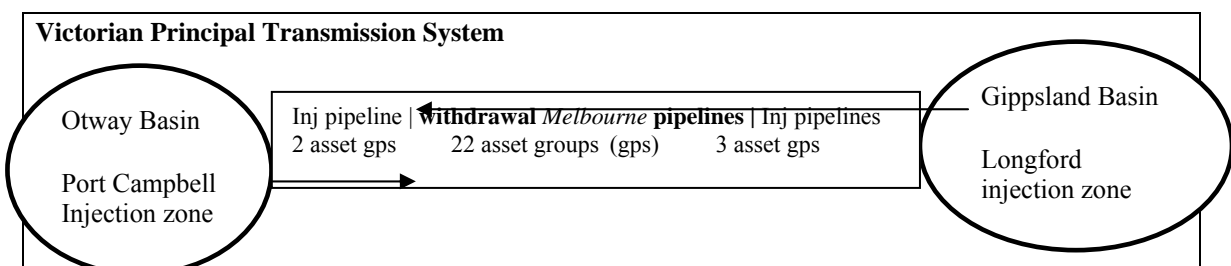 Victorian Principal Transmission System
Otway Basin
Port Campbell
Injection zone
Inj pipeline | withdrawal Melbourne pipelines | Inj pipelines
2 asset gps 22 asset groups (gps) 3 asset gps
Gippsland Basin
Longford
injection zone